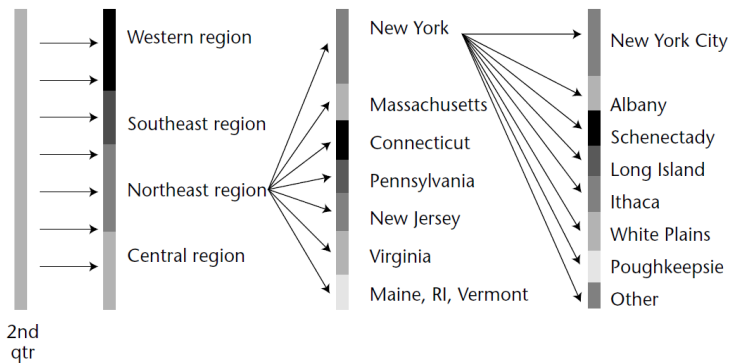 2nd
qtr
Western region
Southeast region
Northeast region
Central region
New York
Massachusetts
Connecticut
Pennsylvania
New Jersey
Virginia
Maine, RI, Vermont
New York City
Albany
Schenectady
Long Island
Ithaca
White Plains
Poughkeepsie
Other